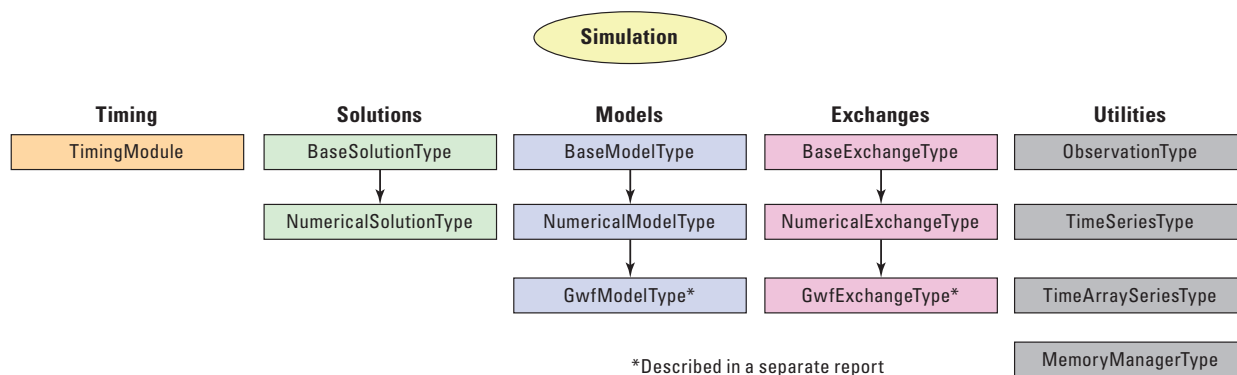 Simulation
Timing
Solutions
Models
Exchanges
Utilities
TimingModule
BaseSolutionType
BaseModelType
BaseExchangeType
ObservationType
NumericalSolutionType
NumericalModelType
NumericalExchangeType
TimeSeriesType
GwfModelType*
GwfExchangeType*
TimeArraySeriesType
*Described in a separate report
MemoryManagerType